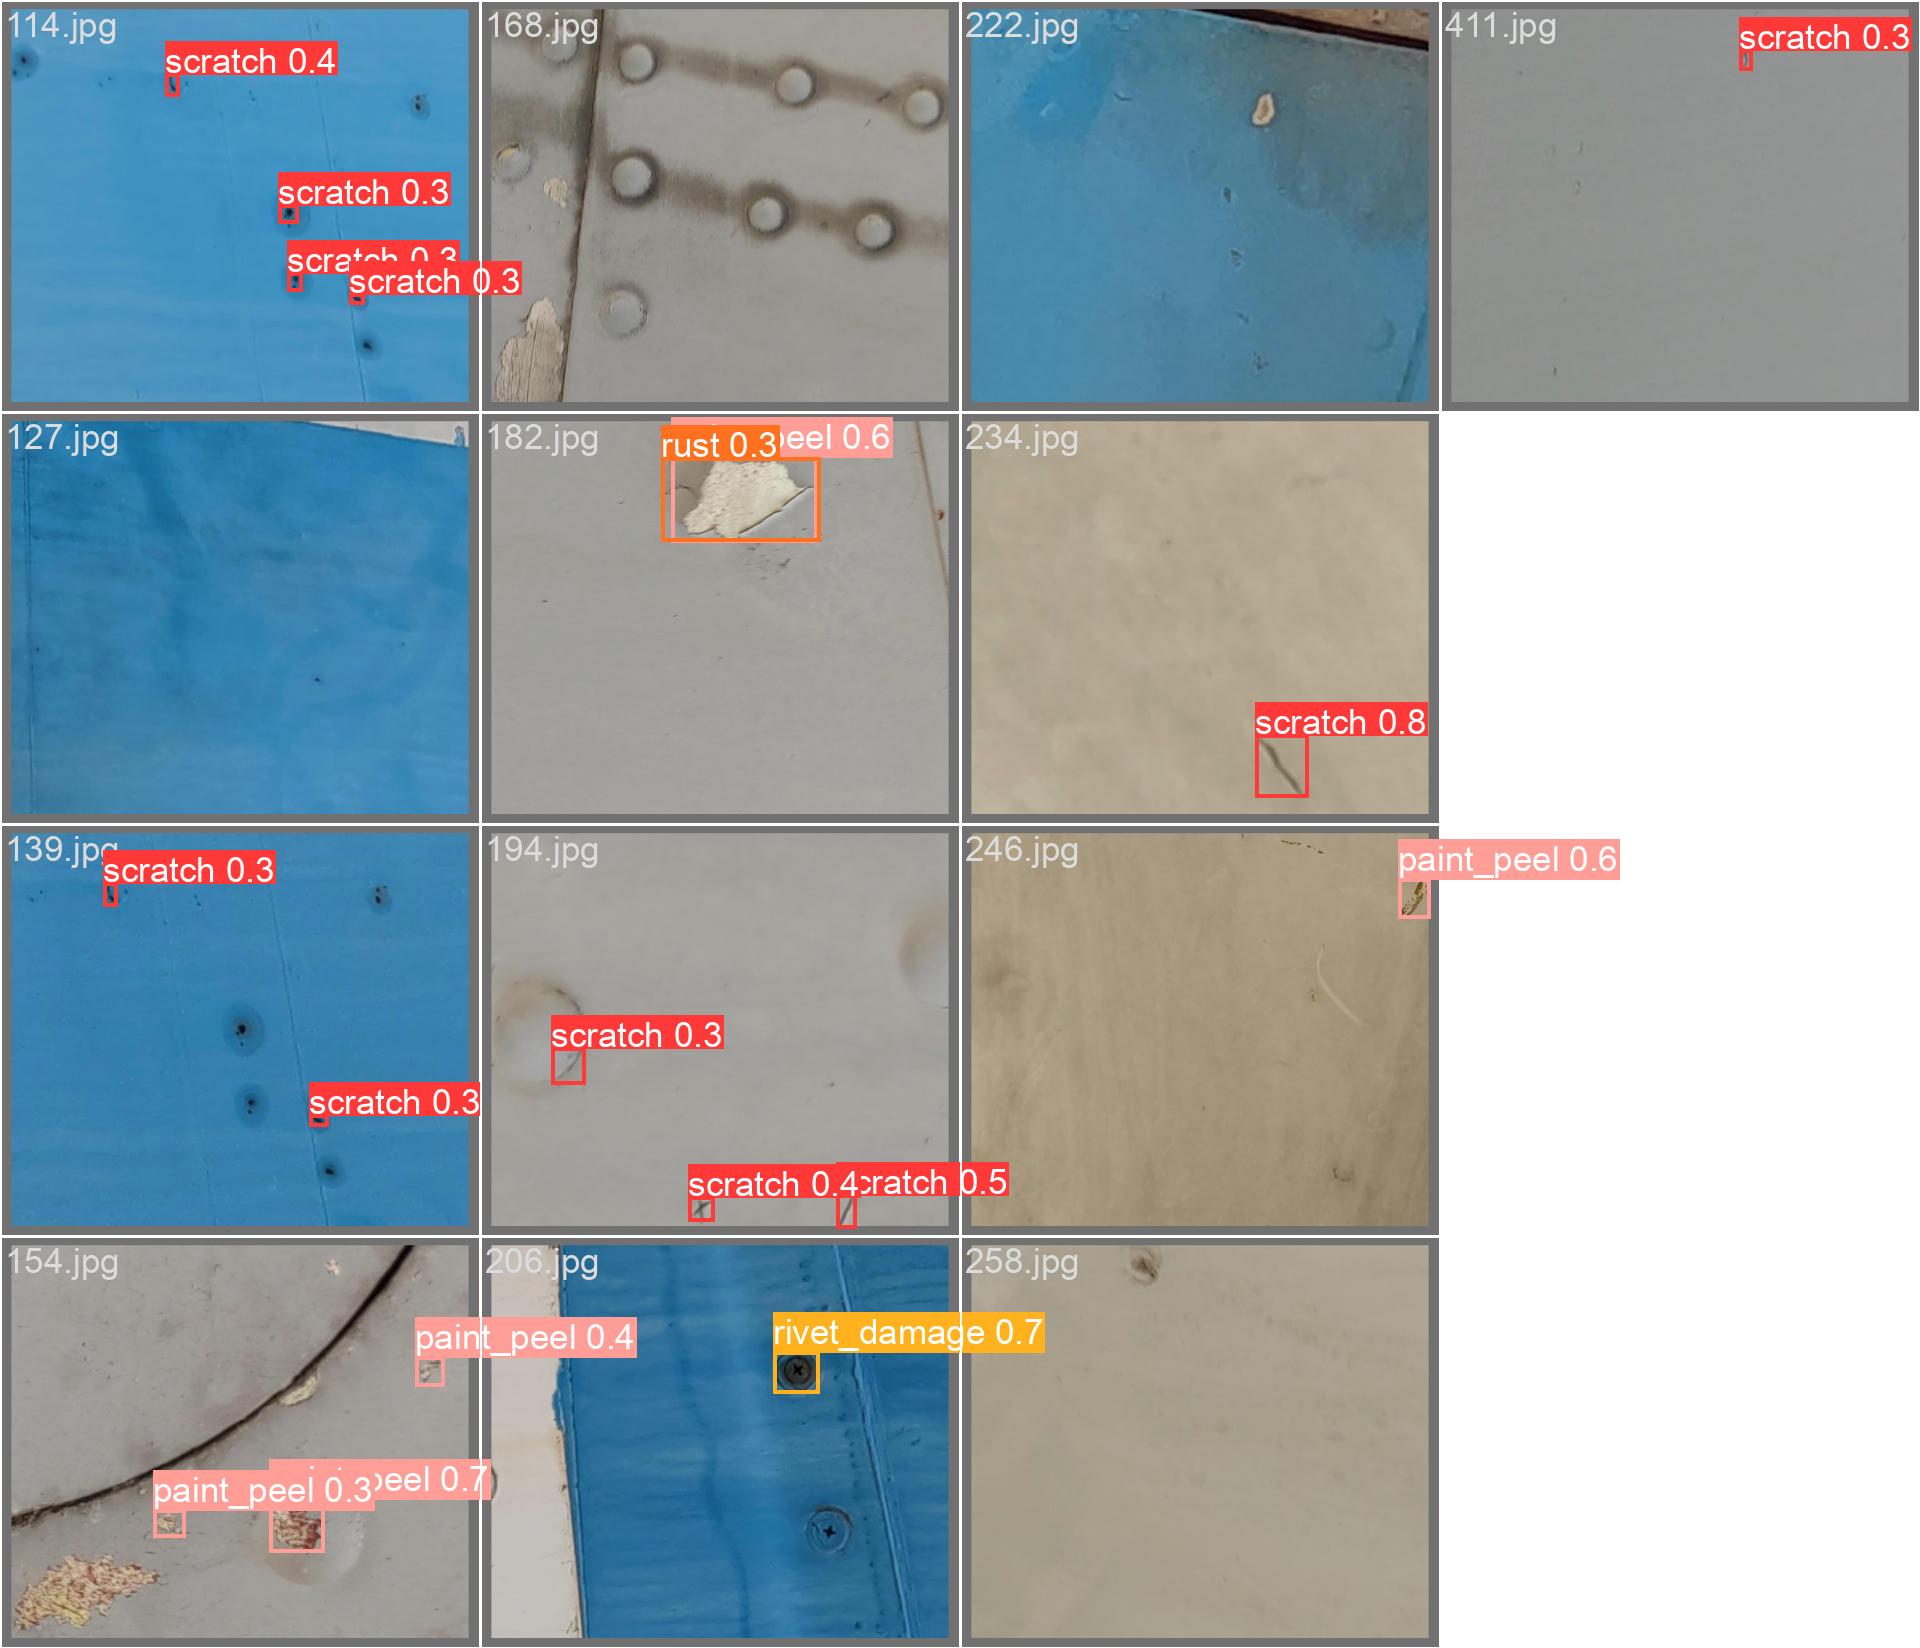 114.jpg
scratch 0.4
scratch 0.3
scratch 0.3
168.jpg
222.jpg
411.jpg
scratch 0.3
127.jpg
182.jpg
rust 0.3
peel 0.6
234.jpg
scratch 0.8
139.jpg
scratch 0.3
scratch 0.3
194.jpg
scratch 0.3
scratch 0.4
cratch 0.5
246.jpg
paint_peel 0.6
154.jpg
paint_peel 0.4
paint_peel 0.3
peel 0.7
206.jpg
rivet_damage 0.7
258.jpg